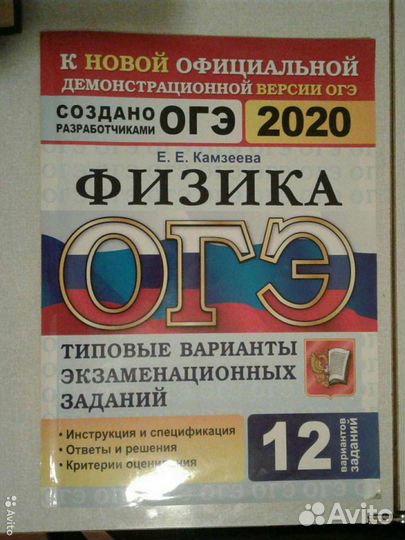 К НОВОЙ ОФИЦИАЛЬНОЙ
ДЕМОНСТРАЦИОННОЙ ВЕРСИИ ОГЭ
СОЗДАНО
РАЗРАБОТЧИКАМИ
ОГЭ
2020
Е. Е. Камзеева
ФИЗИКА
ОГЭ
ТИПОВЫЕ ВАРИАНТЫ
ЭКЗАМЕНАЦИОННЫХ
ЗАДАНИЙ
• Инструкция и спецификация
• Ответы и решения
• Критерии оценивания
12
вариантов
заданий
Avito
Avito